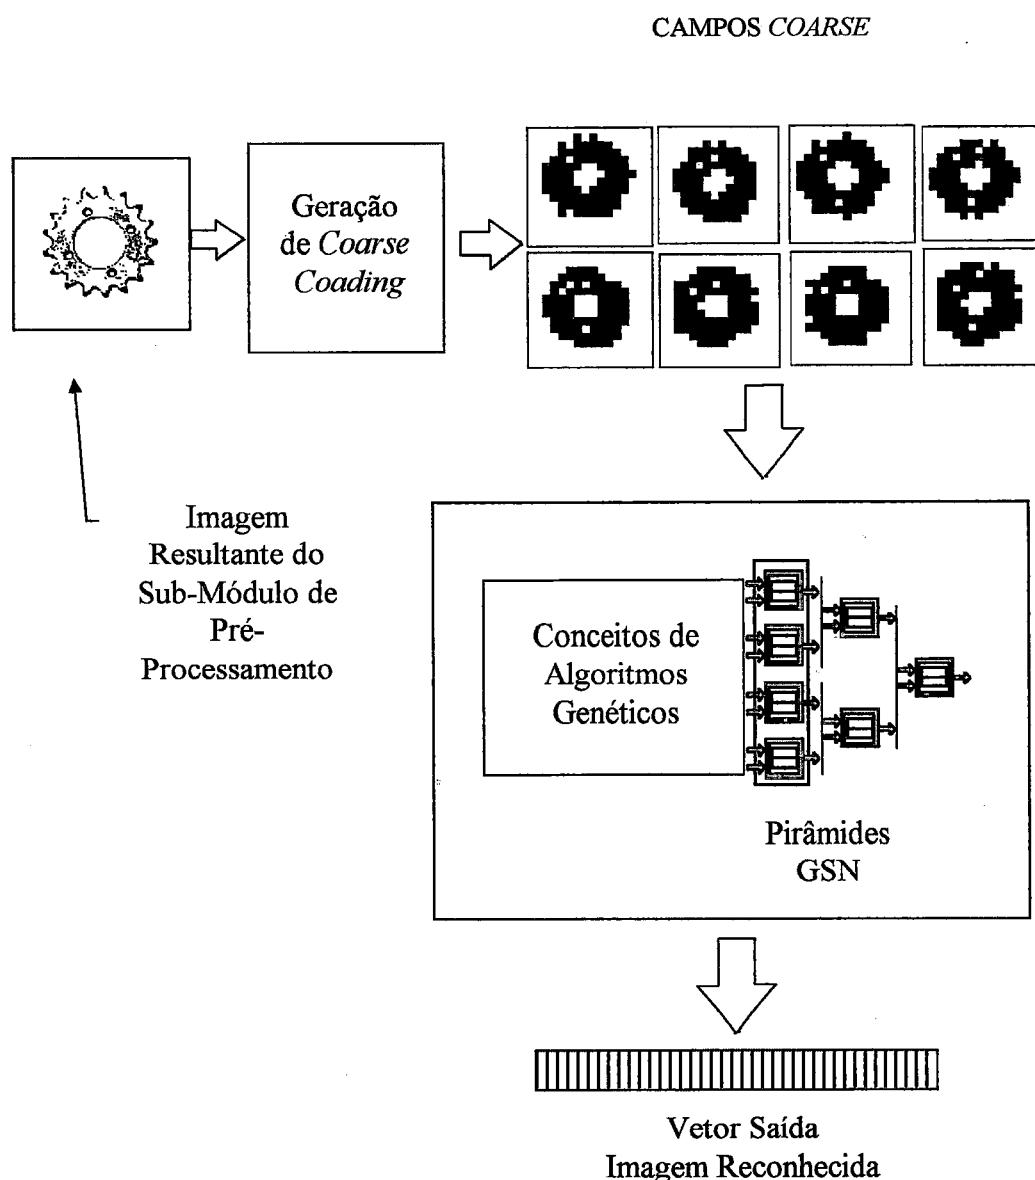 CAMPOS COARSE
Geração
de Coarse
Coading
Imagem
Resultante do
Sub-Módulo de
Pré-
Processamento
Conceitos de
Algoritmos
Genéticos
Pirâmides
GSN
Vetor Saída
Imagem Reconhecida